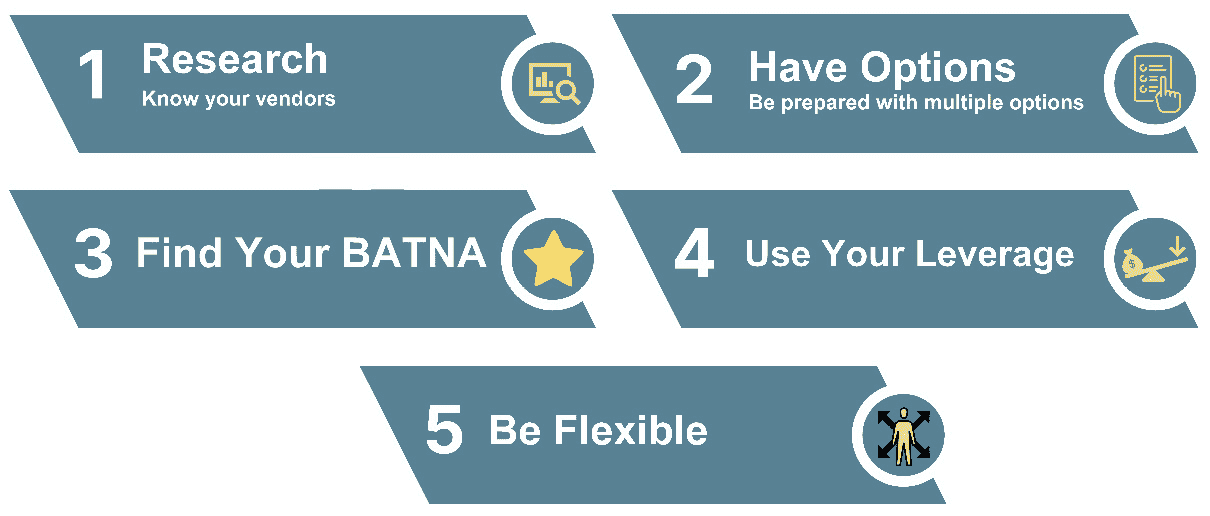 1
Research
Know your vendors
2
Have Options
Be prepared with multiple options
3
Find Your BATNA
4
Use Your Leverage
$
5
Be Flexible